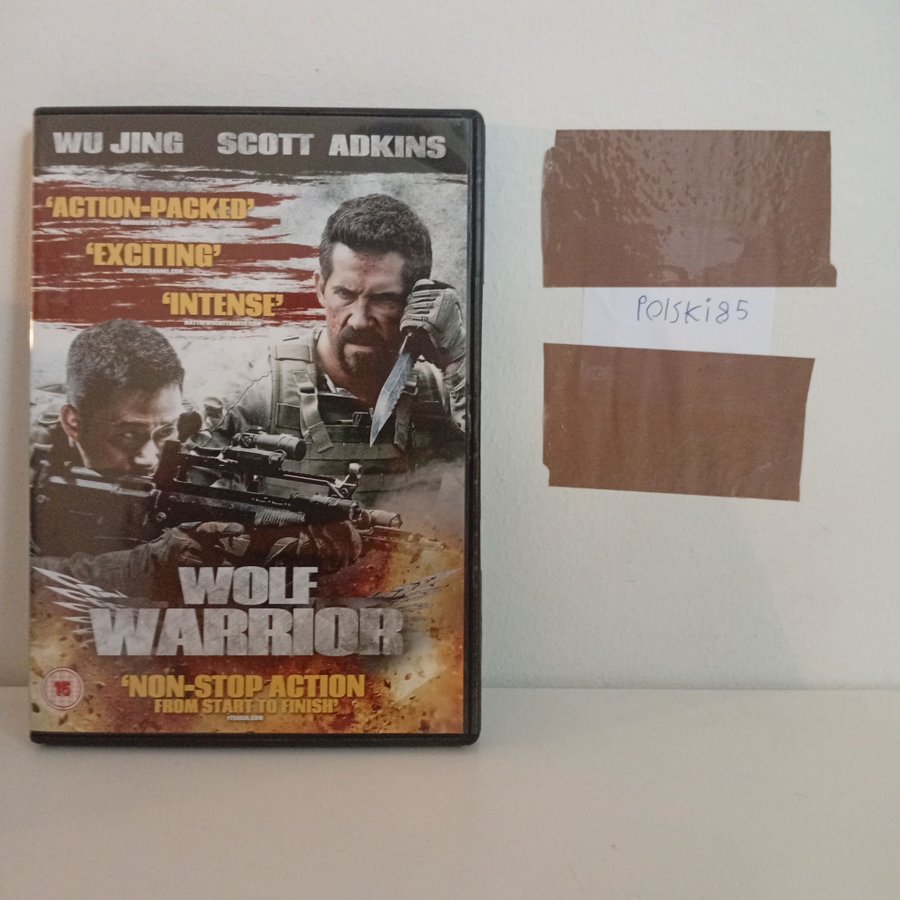 WU JING SCOTT ADKINS
'ACTION-PACKED'
'EXCITING'
'INTENSE'
WOLF
WARRIOR
15
'NON-STOP ACTION
FROM START TO FINISH'
POlSKi85